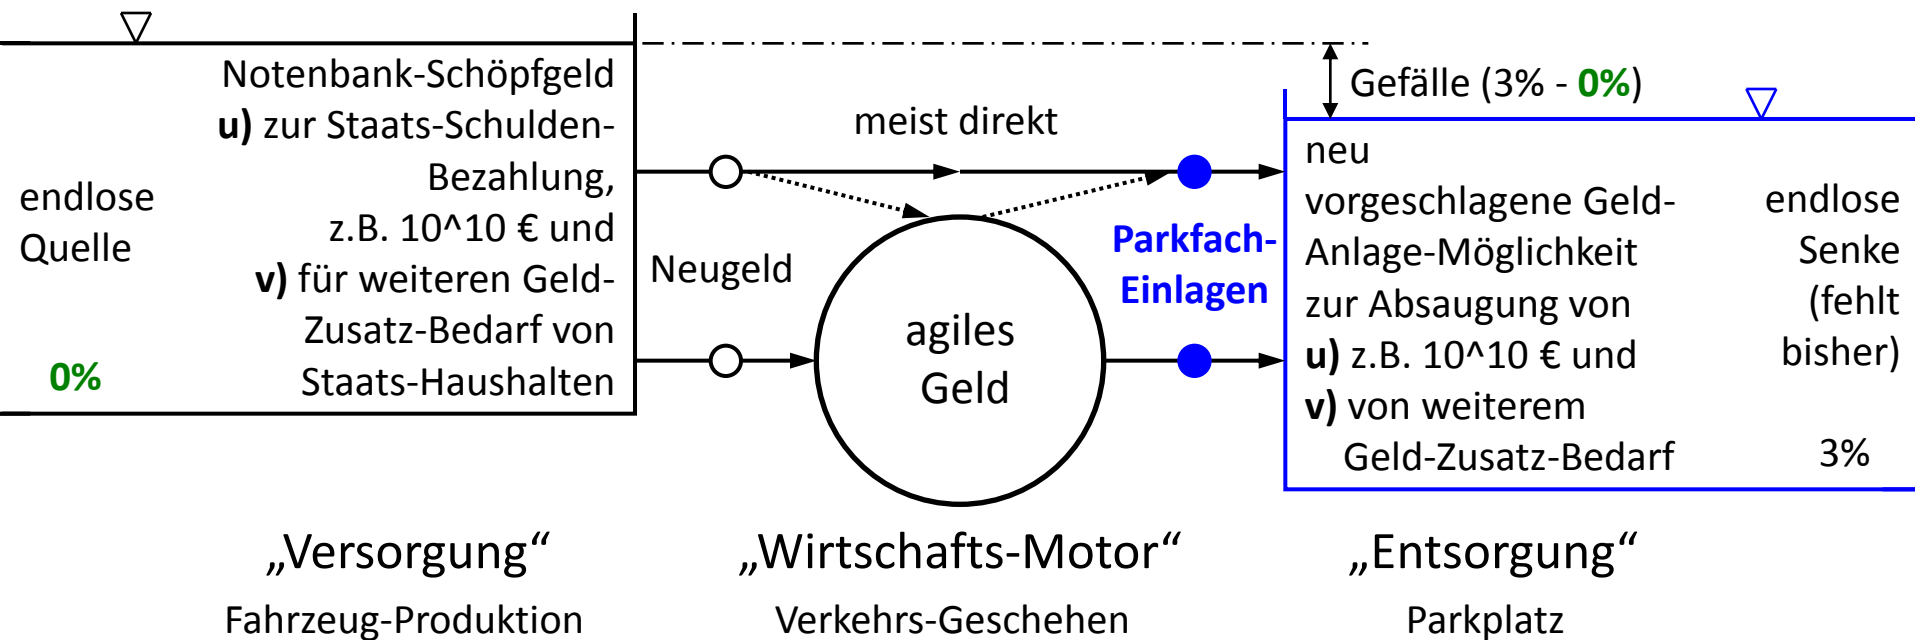 Notenbank-Schöpfgeld
u) zur Staats-Schulden-
Bezahlung,
z.B. 10^10 € und
v) für weiteren Geld-
Zusatz-Bedarf von
Staats-Haushalten
endlose
Quelle
0%
Neugeld
meist direkt
agiles
Geld
Parkfach-
Einlagen
Gefälle (3% - 0%)
neu
vorgeschlagene Geld-
Anlage-Möglichkeit
zur Absaugung von
u) z.B. 10^10 € und
v) von weiterem
Geld-Zusatz-Bedarf
endlose
Senke
(fehlt
bisher)
3%
„Versorgung“
„Wirtschafts-Motor“
„Entsorgung“
Fahrzeug-Produktion
Verkehrs-Geschehen
Parkplatz